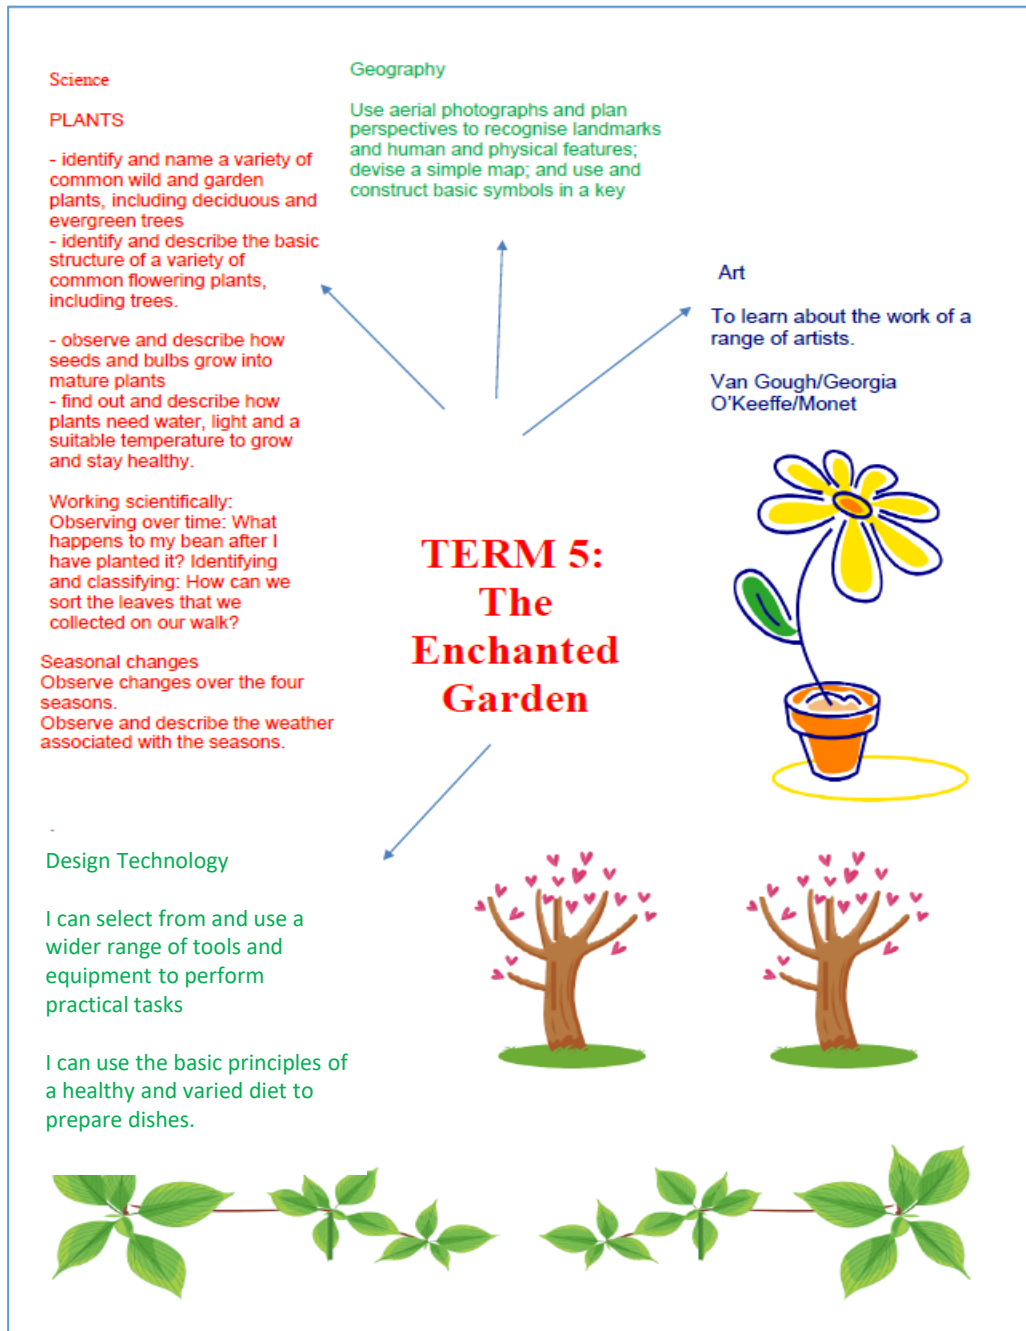 Science
PLANTS
- identify and name a variety of
common wild and garden
plants, including deciduous and
evergreen trees
- identify and describe the basic
structure of a variety of
common flowering plants,
including trees.
- observe and describe how
seeds and bulbs grow into
mature plants
- find out and describe how
plants need water, light and a
suitable temperature to grow
and stay healthy.
Working scientifically:
Observing over time: What
happens to my bean after I
have planted it? Identifying
and classifying: How can we
sort the leaves that we
collected on our walk?
Seasonal changes
Observe changes over the four
seasons.
Observe and describe the weather
associated with the seasons.
Geography
Use aerial photographs and plan
perspectives to recognise landmarks
and human and physical features;
devise a simple map; and use and
construct basic symbols in a key
Art
To learn about the work of a
range of artists.
Van Gough/Georgia
O'Keeffe/Monet
TERM 5:
The
Enchanted
Garden
Design Technology
I can select from and use a
wider range of tools and
equipment to perform
practical tasks
I can use the basic principles of
a healthy and varied diet to
prepare dishes.